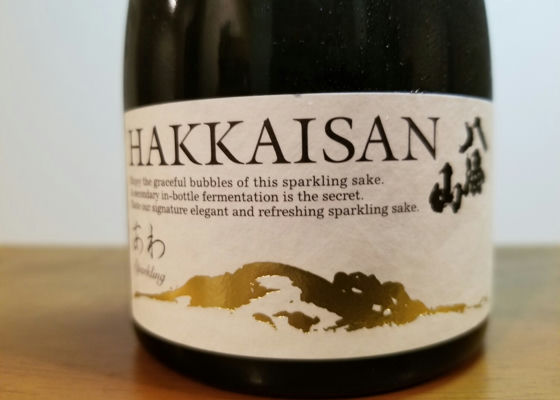 HAKKAISAN
八海山
Enjoy the graceful bubbles of this sparkling sake.
A secondary in-bottle fermentation is the secret.
our signature elegant and refreshing sparkling sake.
あわ
Sparkling